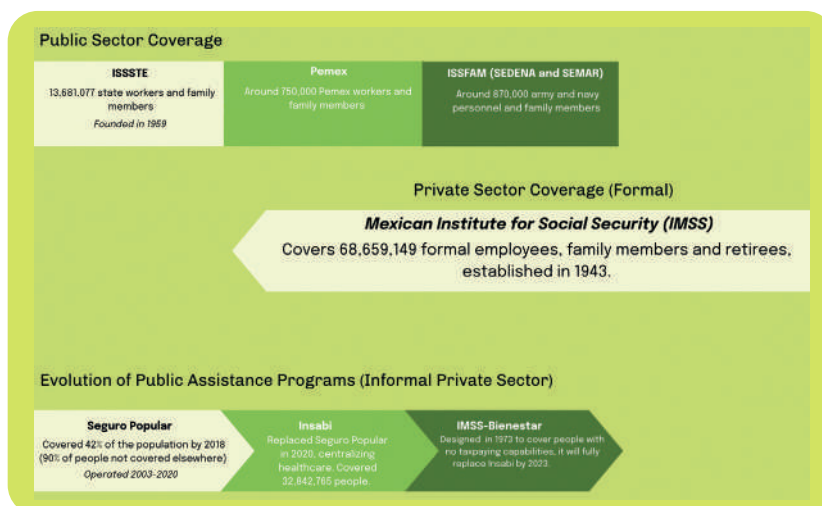 Public Sector Coverage
ISSSTE
13,681,077 state workers and family
members
Founded in 1959
Pemex
Around 750,000 Pemex workers and
family members
ISSFAM (SEDENA and SEMAR)
Around 870,000 army and navy
personnel and family members
Private Sector Coverage (Formal)
Mexican Institute for Social Security (IMSS)
Covers 68,659,149 formal employees, family members and retirees,
established in 1943.
Evolution of Public Assistance Programs (Informal Private Sector)
Seguro Popular
Covered 42% of the population by 2018
(90% of people not covered elsewhere)
Operated 2003-2020
Insabi
Replaced Seguro Popular
in 2020, centralizing
healthcare. Covered
32,842,765 people.
IMSS-Bienestar
Designed in 1973 to cover people with
no taxpaying capabilities, it will fully
replace Insabi by 2023.